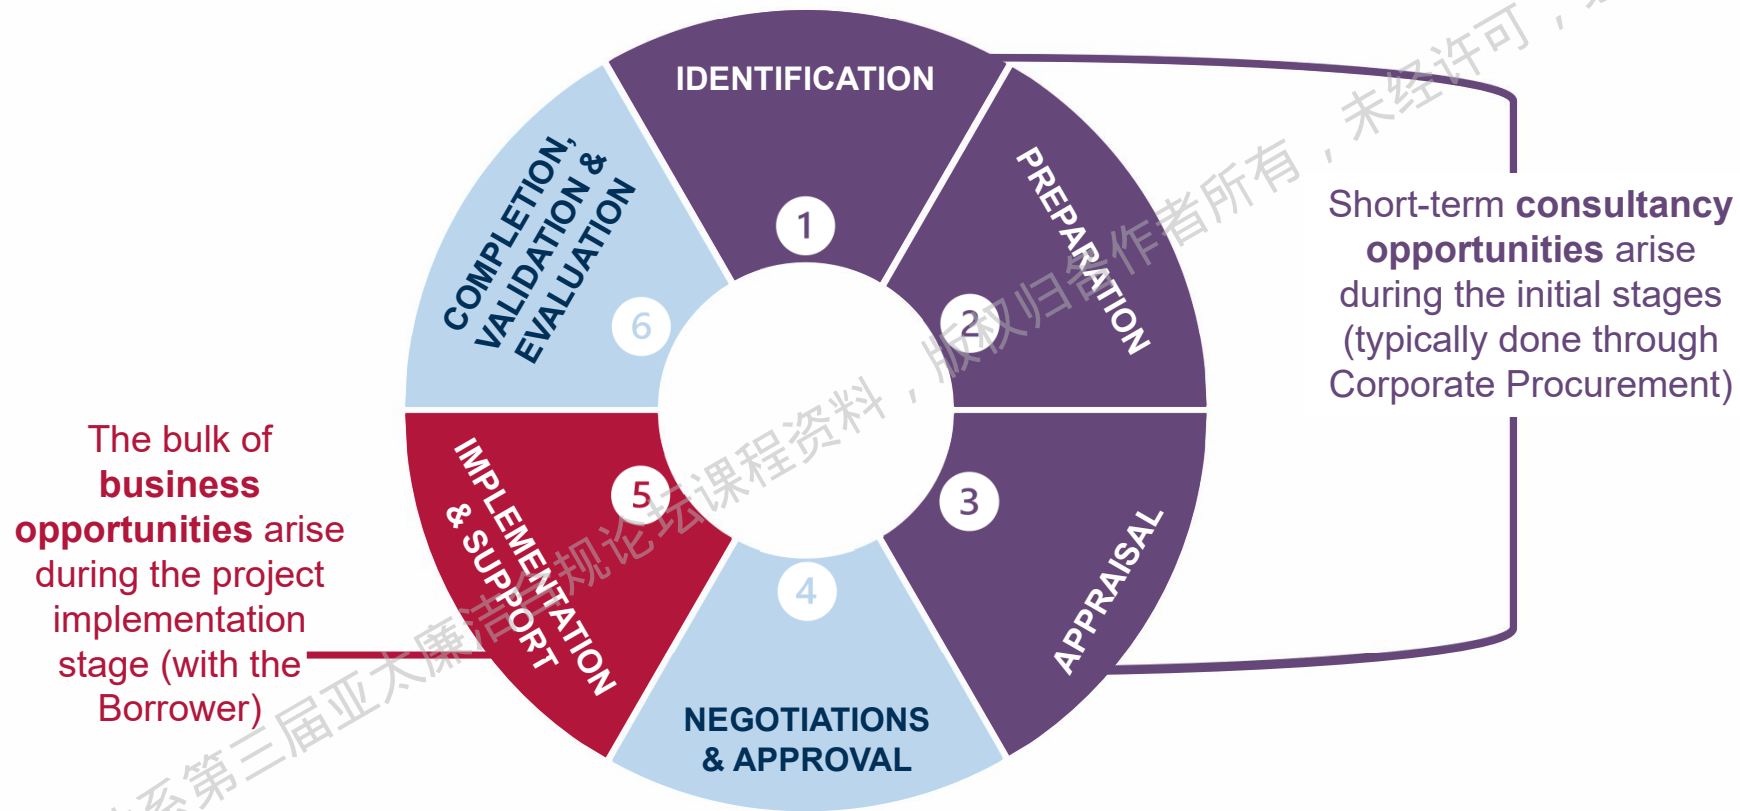 IDENTIFICATION
1
PREPARATION
2
3
APPRAISAL
4
NEGOTIATIONS
& APPROVAL
5
IMPLEMENTATION
& SUPPORT
6
COMPLETION,
VALIDATION &
EVALUATION
Short-term consultancy
opportunities arise
during the initial stages
(typically done through
Corporate Procurement)
The bulk of
business
opportunities arise
during the project
implementation
stage (with the
Borrower)
系第三届亚太廉洁合规论坛课程资料，版权归各作者所有，未经许可，